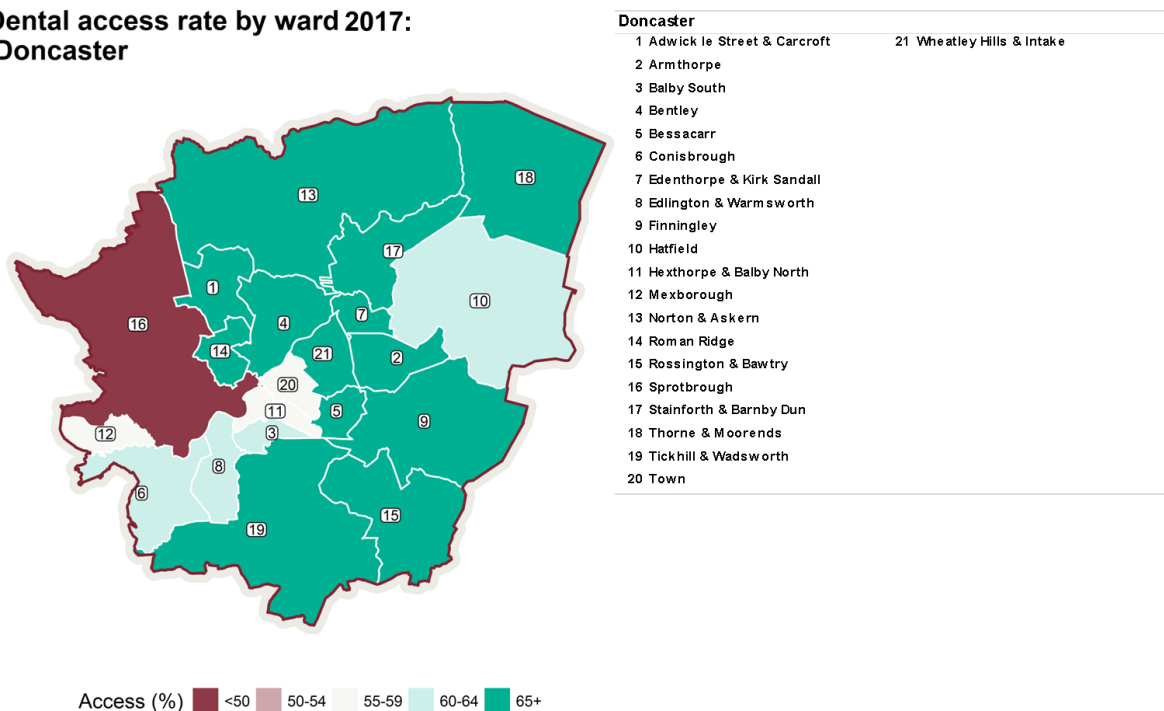 Dental access rate by ward 2017:
Doncaster
Doncaster
1 Adwick le Street & Carcroft
2 Armthorpe
3 Balby South
4 Bentley
5 Bessacarr
6 Conisbrough
7 Edenthorpe & Kirk Sandall
8 Edlington & Warmsworth
9 Finningley
10 Hatfield
11 Hexthorpe & Balby North
12 Mexborough
13 Norton & Askern
14 Roman Ridge
15 Rossington & Bawtry
16 Sprotbrough
17 Stainforth & Barnby Dun
18 Thorne & Moorends
19 Tickhill & Wadsworth
20 Town
21 Wheatley Hills & Intake
18
13
17
1
10
7
4
16
14
21
2
20
11
5
9
3
12
8
6
15
19
Access (%) <50 50-54 55-59 60-64 65+